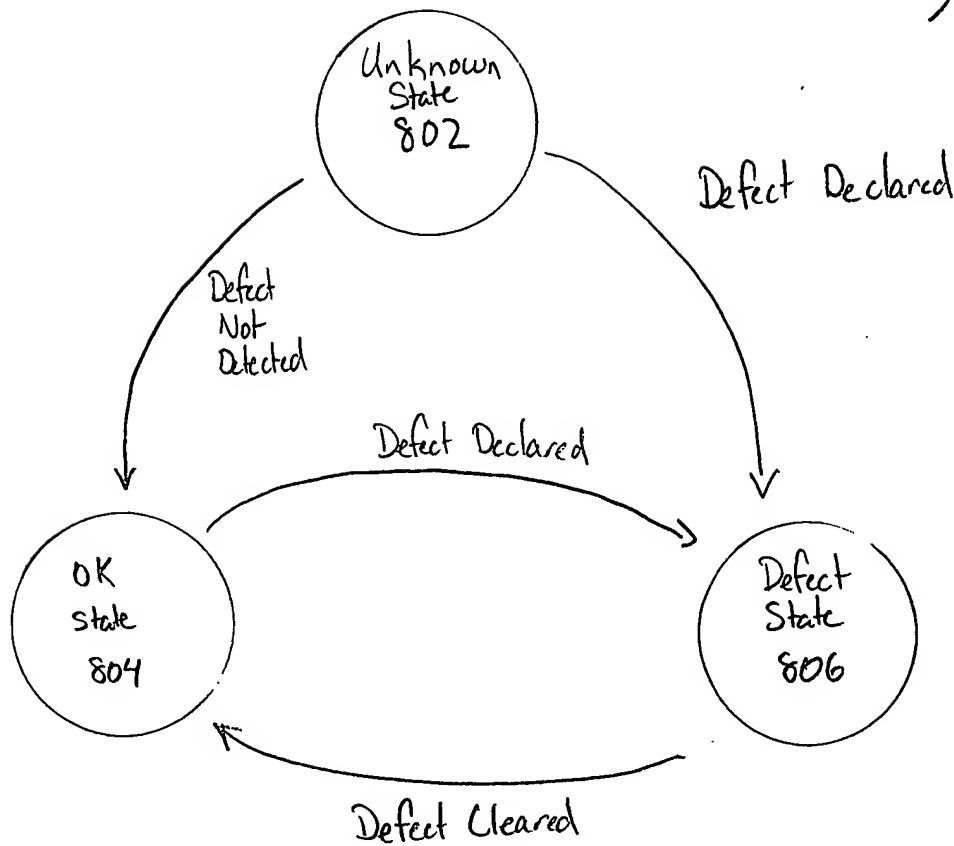 Unknown
State
802
Defect Declared
Defect
Not
Detected
Defect Declared
OK
State
804
Defect
State
806
Defect Cleared